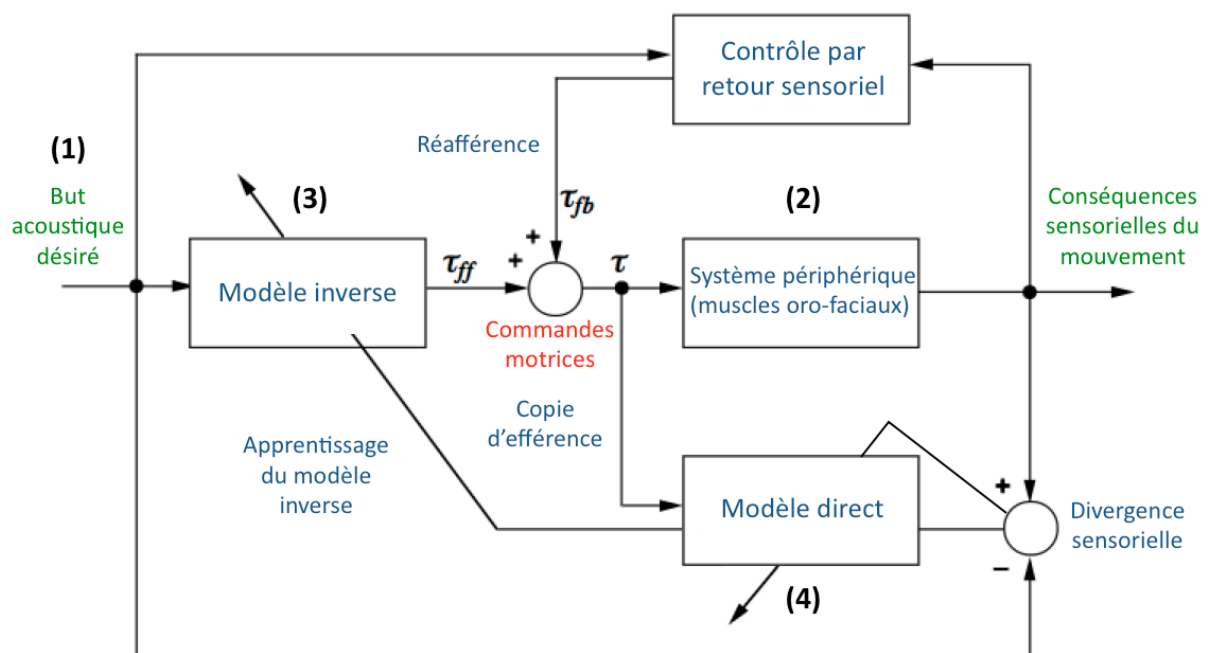 Contrôle par
retour sensoriel
(1)
Réafférence
But
acoustique
désiré
(3)
τfb
(2)
Conséquences
sensorielles du
mouvement
+
+
Modèle inverse
τff
τ
Système périphérique
(muscles oro-faciaux)
Commandes
motrices
Copie
d’efférence
Apprentissage
du modèle
inverse
Modèle direct
+
Divergence
sensorielle
−
(4)